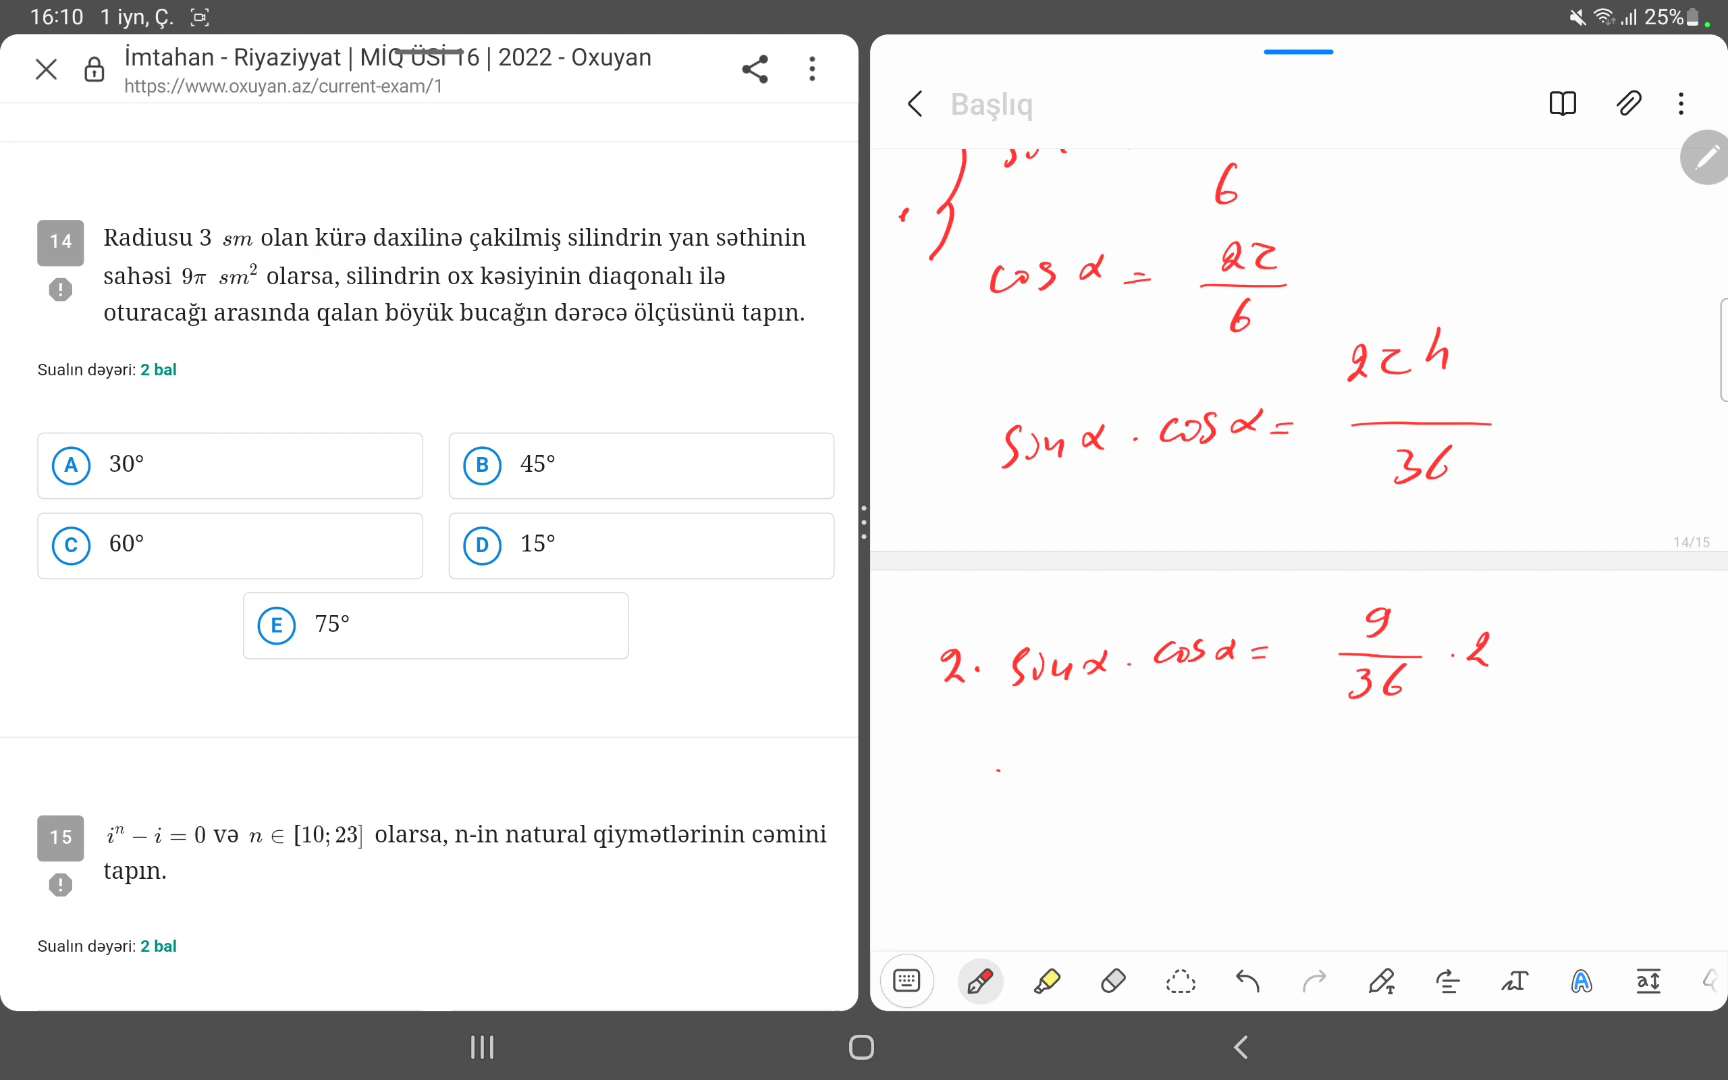 16:10 1 iyn, Ç. 25%
İmtahan - Riyaziyyat | MİQ ÜSİ 16 | 2022 - Oxuyan
https://www.oxuyan.az/current-exam/1
14 Radiusu 3 sm olan kürə daxilinə çəkilmiş silindrin yan səthinin
sahəsi 9π sm² olarsa, silindrin ox kəsiyinin diaqonalı ilə
oturacağı arasında qalan böyük bucağın dərəcə ölçüsünü tapın.
Sualın dəyəri: 2 bal
A 30°
B 45°
C 60°
D 15°
E 75°
15 iⁿ − i = 0 və n ∈ [10; 23] olarsa, n-in natural qiymətlərinin cəmini
tapın.
Sualın dəyəri: 2 bal
Başlıq
6
cos α = 2r/6
sin α · cos α = 2rh/36
14/15
2 · sin α · cos α = 9/36 · 2